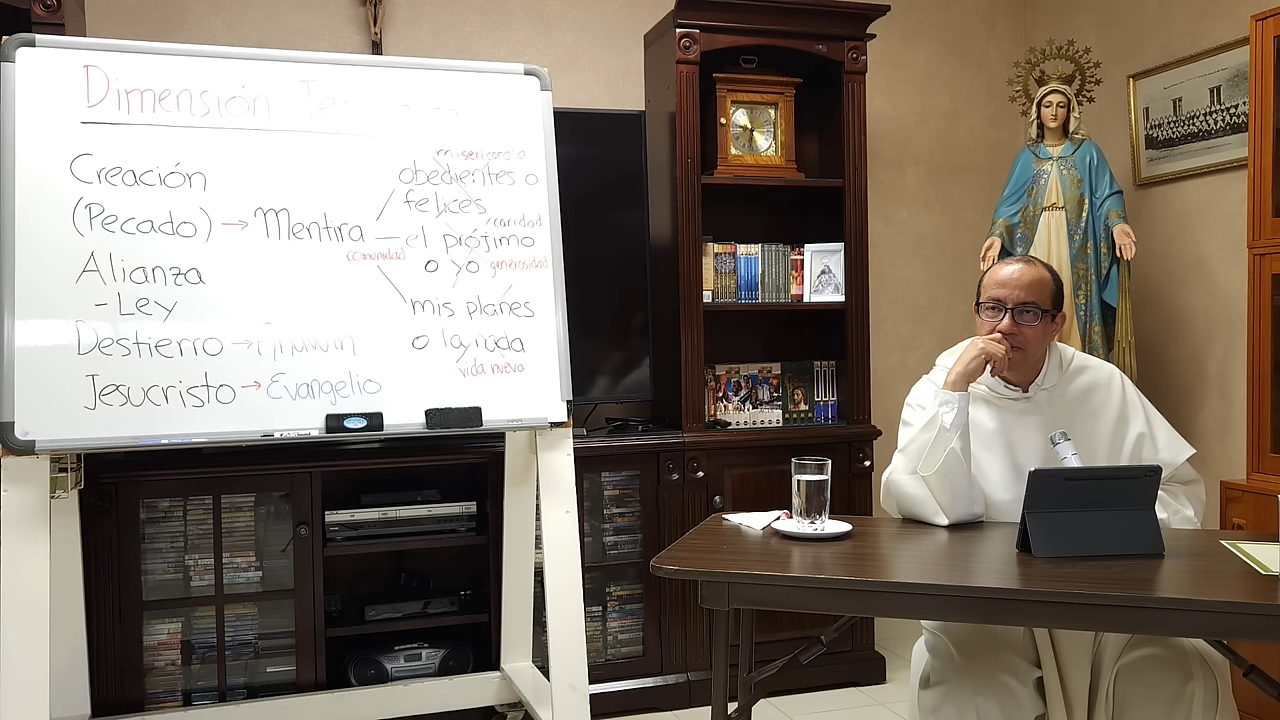 Dimensión
Creación
(Pecado) → Mentira
Alianza
- Ley
Destierro →
Jesucristo → Evangelio
misericordia
obedientes o
felices
caridad
el prójimo
(comunidad)
o yo generosidad
mis planes
o la nada
vida nueva